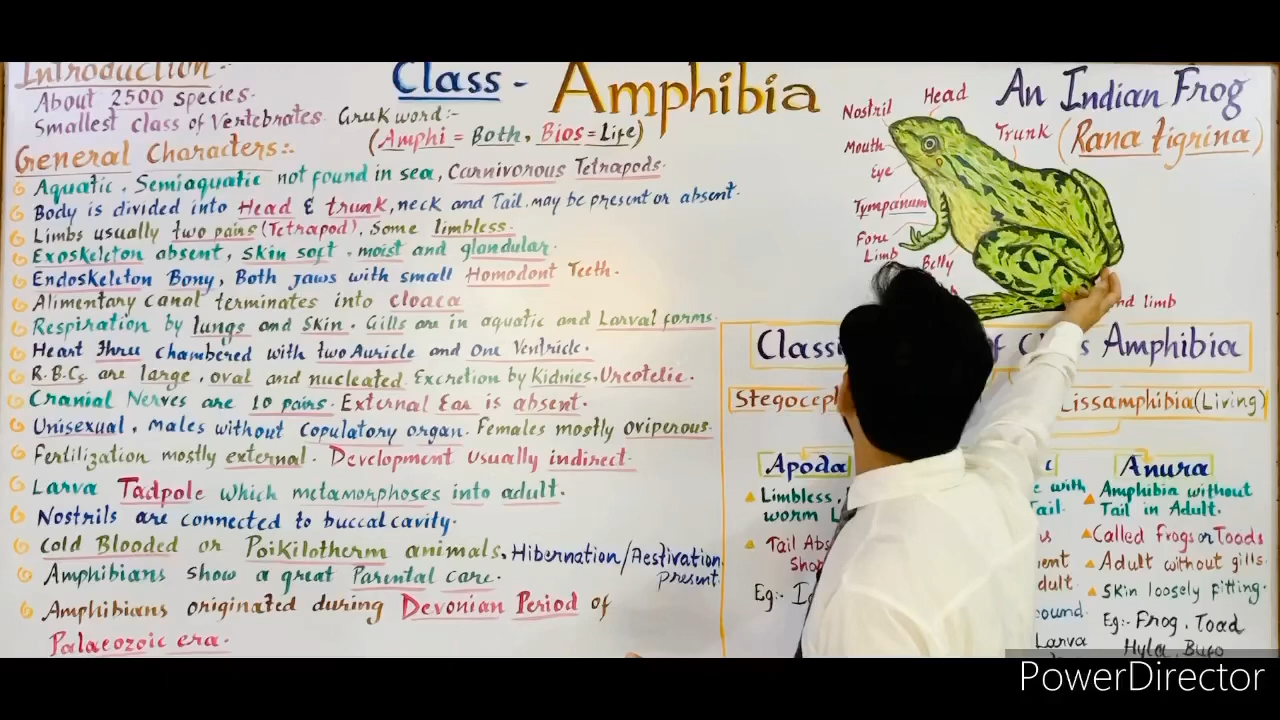 Introduction:-
About 2500 species.
Smallest class of Vertebrates.
Class - Amphibia
Gruk word:-
(Amphi = Both, Bios = Life)
General Characters:-
Aquatic, Semiaquatic not found in sea, Carnivorous Tetrapods.
Body is divided into Head & trunk, neck and Tail may be present or absent.
Limbs usually two pairs (Tetrapod), Some limbless.
Exoskeleton absent, skin soft, moist and glandular.
Endoskeleton Bony, Both jaws with small Homodont Teeth.
Alimentary canal terminates into cloaca
Respiration by lungs and skin. Gills are in aquatic and Larval forms.
Heart Three chambered with two Auricle and one Ventricle.
R.B.Cs are large, oval and nucleated. Excretion by Kidnies, Ureotelic.
Cranial Nerves are 10 pairs. External Ear is absent.
Unisexual, Males without copulatory organ. Females mostly oviperous.
Fertilization mostly external. Development usually indirect.
Larva Tadpole which metamorphoses into adult.
Nostrils are connected to buccal cavity.
Cold Blooded or Poikilotherm animals, Hibernation/Aestivation present.
Amphibians show a great Parental care.
Amphibians originated during Devonian Period of
Palaeozoic era.
An Indian Frog
(Rana tigrina)
Nostril
Head
Trunk
Mouth
Eye
Tympanum
Fore
Limb
Belly
limb
Class Amphibia
Lissamphibia (Living)
Apoda
Limbless,
worm
Tail
Eg:-
with
Tail.
Larva
Anura
Amphibia without
Tail in Adult.
Called Frogs or Toads
Adult without gills.
Skin loosely fitting.
Eg:- Frog, Toad
Hyla, Bufo
PowerDirector